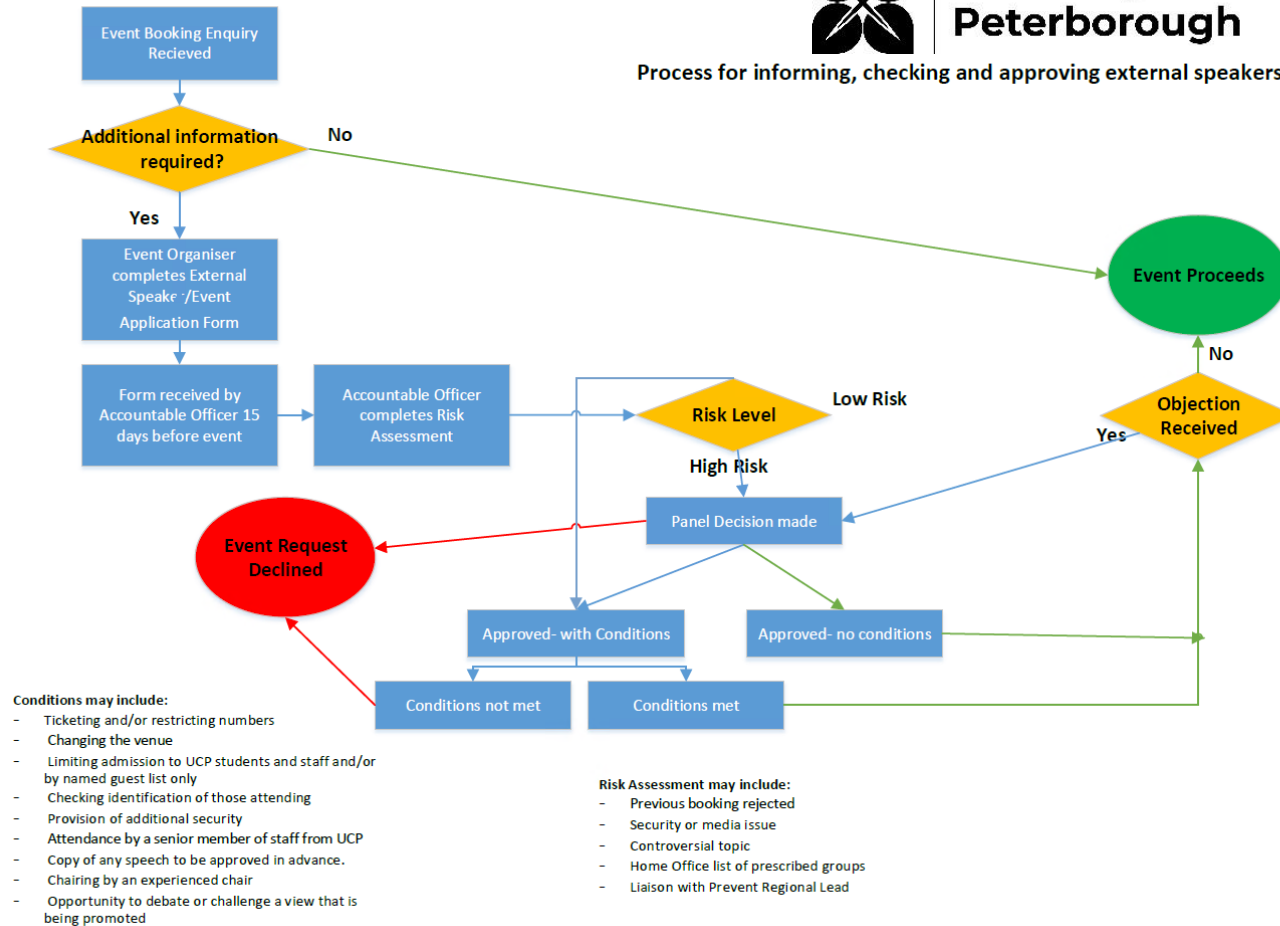 Peterborough
Process for informing, checking and approving external speakers
Event Booking Enquiry
Recieved
Additional information
required?
No
Yes
Event Organiser
completes External
/Event
Application Form
Form received by
Accountable Officer 15
days before event
Accountable Officer
completes Risk
Assessment
Risk Level
Low Risk
High Risk
Event Proceeds
No
Objection
Received
Yes
Panel Decision made
Event Request
Declined
Approved- with Conditions
Approved- no conditions
Conditions not met
Conditions met
Conditions may include:
- Ticketing and/or restricting numbers
- Changing the venue
- Limiting admission to UCP students and staff and/or
by named guest list only
- Checking identification of those attending
- Provision of additional security
- Attendance by a senior member of staff from UCP
- Copy of any speech to be approved in advance.
- Chairing by an experienced chair
- Opportunity to debate or challenge a view that is
being promoted
Risk Assessment may include:
- Previous booking rejected
- Security or media issue
- Controversial topic
- Home Office list of prescribed groups
- Liaison with Prevent Regional Lead